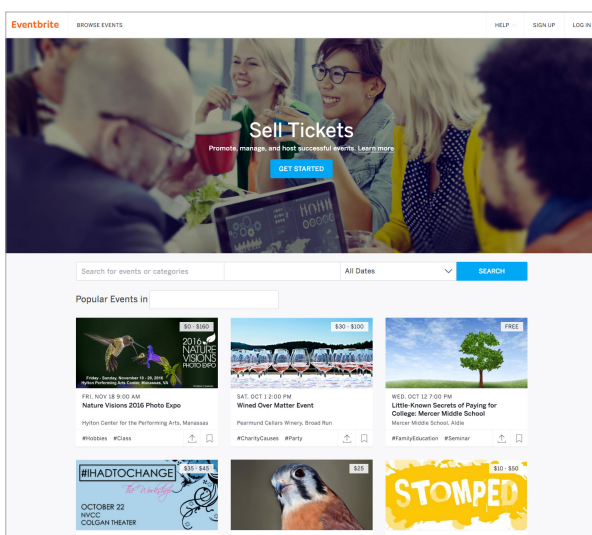 Eventbrite BROWSE EVENTS HELP SIGN UP LOG IN
Sell Tickets
Promote, manage, and host successful events. Learn more
GET STARTED
Search for events or categories All Dates SEARCH
Popular Events in
$0 - $160
2016
NATURE
VISIONS
PHOTO EXPO
Friday - Sunday, November 18 - 20, 2016
Hylton Performing Arts Center, Manassas, VA
FRI, NOV 18 9:00 AM
Nature Visions 2016 Photo Expo
Hylton Center for the Performing Arts, Manassas
#Hobbies #Class
$30 - $100
SAT, OCT 1 2:00 PM
Wined Over Matter Event
Pearmund Cellars Winery, Broad Run
#CharityCauses #Party
FREE
WED, OCT 12 7:00 PM
Little-Known Secrets of Paying for
College: Mercer Middle School
Mercer Middle School, Aldie
#FamilyEducation #Seminar
$35 - $45
#IHADTOCHANGE
The Workshop
OCTOBER 22
NVCC
COLGAN THEATER
$25
$10 - $50
STOMPED